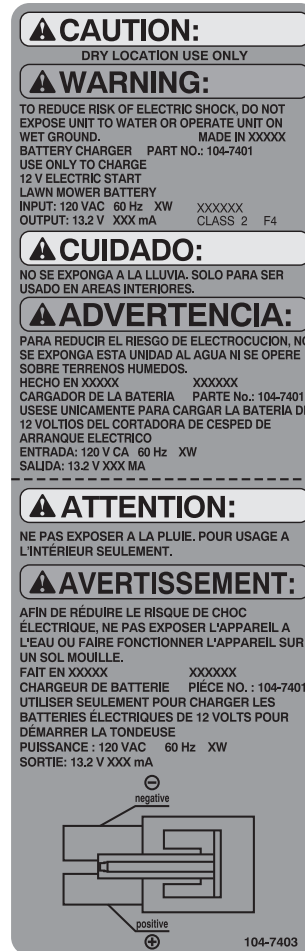 CAUTION:
DRY LOCATION USE ONLY
WARNING:
TO REDUCE RISK OF ELECTRIC SHOCK, DO NOT
EXPOSE UNIT TO WATER OR OPERATE UNIT ON
WET GROUND. MADE IN XXXXX
BATTERY CHARGER PART NO.: 104-7401
USE ONLY TO CHARGE
12 V ELECTRIC START
LAWN MOWER BATTERY
INPUT: 120 VAC 60 Hz XW XXXXXX
OUTPUT: 13.2 V XXX mA CLASS 2 F4
CUIDADO:
NO SE EXPONGA A LA LLUVIA. SOLO PARA SER
USADO EN AREAS INTERIORES.
ADVERTENCIA:
PARA REDUCIR EL RIESGO DE ELECTROCUCION, NO
SE EXPONGA ESTA UNIDAD AL AGUA NI SE OPERE
SOBRE TERRENOS HUMEDOS.
HECHO EN XXXXX XXXXXX
CARGADOR DE LA BATERIA PARTE No.: 104-7401
USESE UNICAMENTE PARA CARGAR LA BATERIA DE
12 VOLTIOS DEL CORTADORA DE CESPED DE
ARRANQUE ELECTRICO
ENTRADA: 120 V CA 60 Hz XW
SALIDA: 13.2 V XXX MA
ATTENTION:
NE PAS EXPOSER A LA PLUIE. POUR USAGE A
L'INTÉRIEUR SEULEMENT.
AVERTISSEMENT:
AFIN DE RÉDUIRE LE RISQUE DE CHOC
ÉLECTRIQUE, NE PAS EXPOSER L'APPAREIL A
L'EAU OU FAIRE FONCTIONNER L'APPAREIL SUR
UN SOL MOUILLE.
FAIT EN XXXXX XXXXXX
CHARGEUR DE BATTERIE PIÉCE NO. : 104-7401
UTILISER SEULEMENT POUR CHARGER LES
BATTERIES ÉLECTRIQUES DE 12 VOLTS POUR
DÉMARRER LA TONDEUSE
PUISSANCE : 120 VAC 60 Hz XW
SORTIE: 13.2 V XXX mA
negative
positive
104-7403